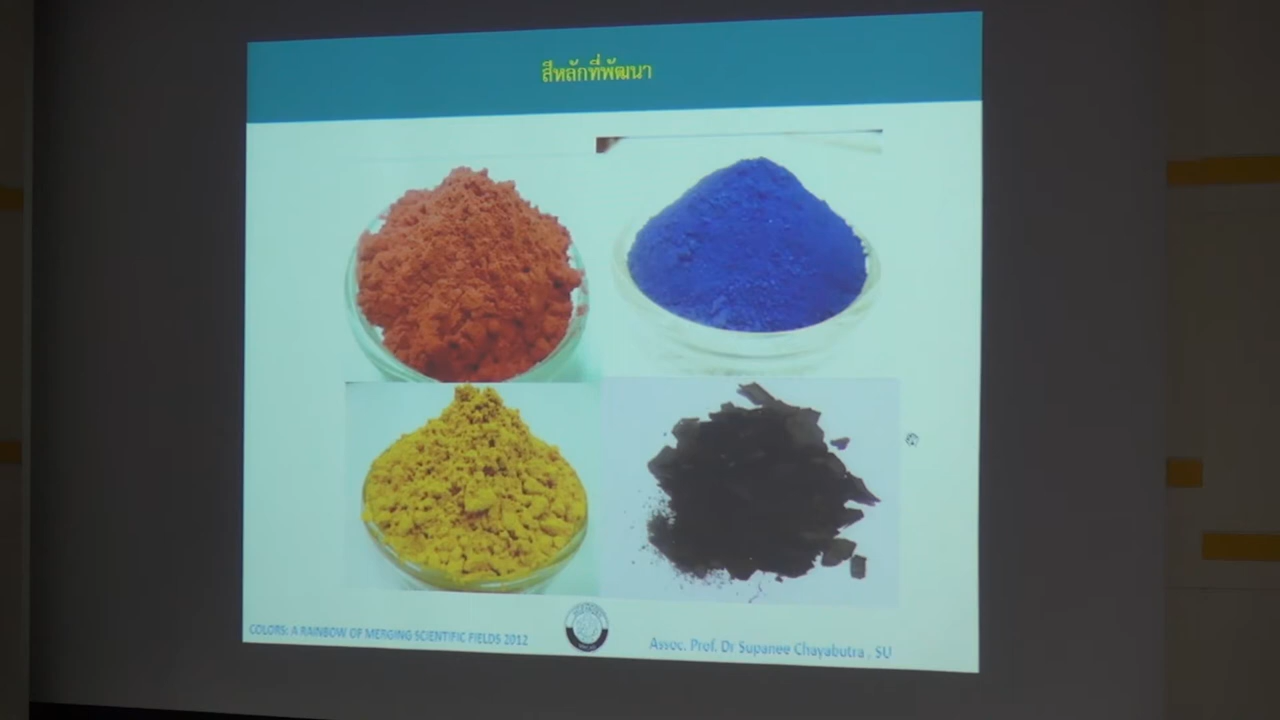 สีหลักที่พัฒนา
COLORS: A RAINBOW OF MERGING SCIENTIFIC FIELDS 2012
Assoc. Prof. Dr Supanee Chayabutra , SU